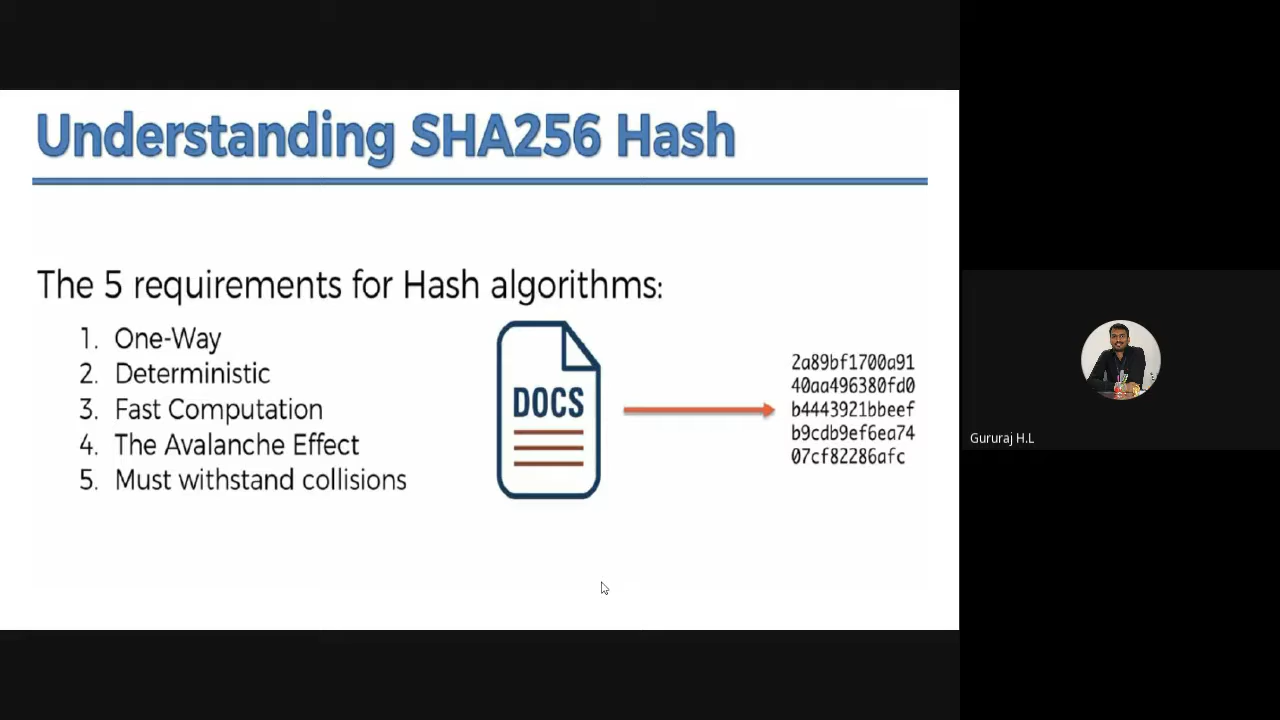 Understanding SHA256 Hash
The 5 requirements for Hash algorithms:
1. One-Way
2. Deterministic
3. Fast Computation
4. The Avalanche Effect
5. Must withstand collisions
DOCS
2a89bf1700a91
40aa496380fd0
b4443921bbeef
b9cdb9ef6ea74
07cf82286afc
Gururaj H.L